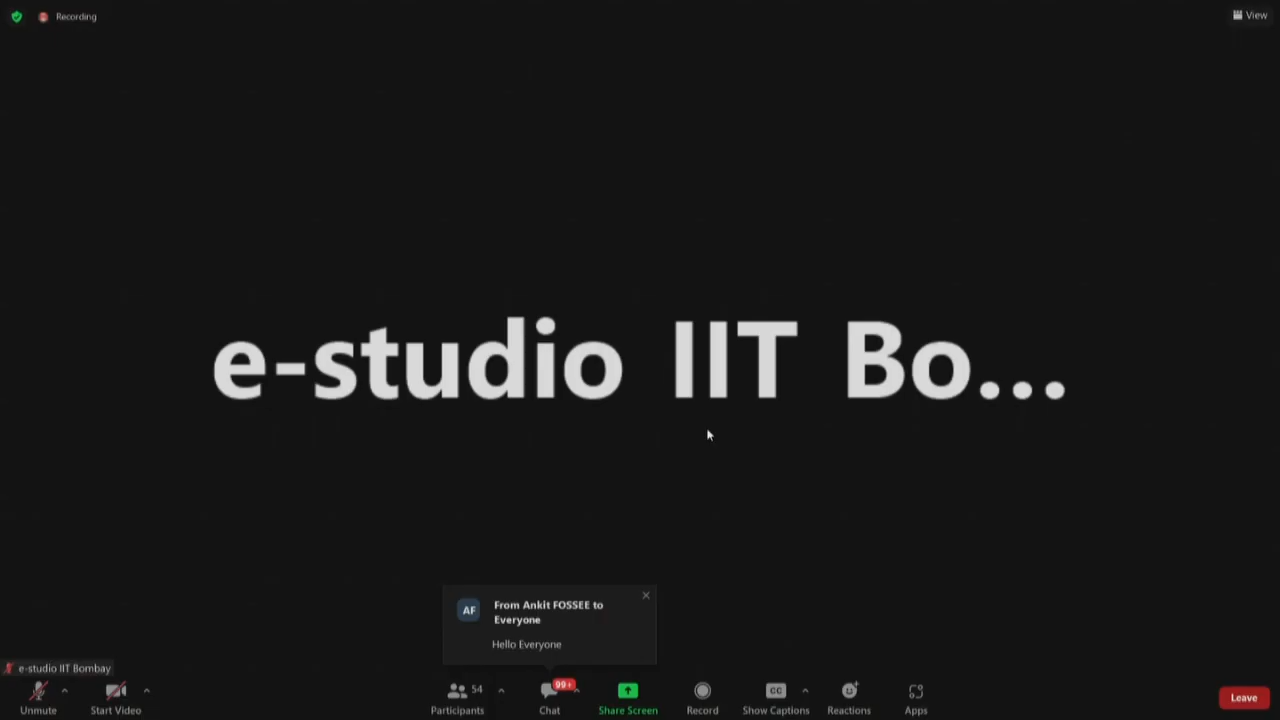 Recording
View
e-studio IIT Bo...
AF
From Ankit FOSSEE to
Everyone
Hello Everyone
e-studio IIT Bombay
54
99+
CC
Unmute
Start Video
Participants
Chat
Share Screen
Record
Show Captions
Reactions
Apps
Leave